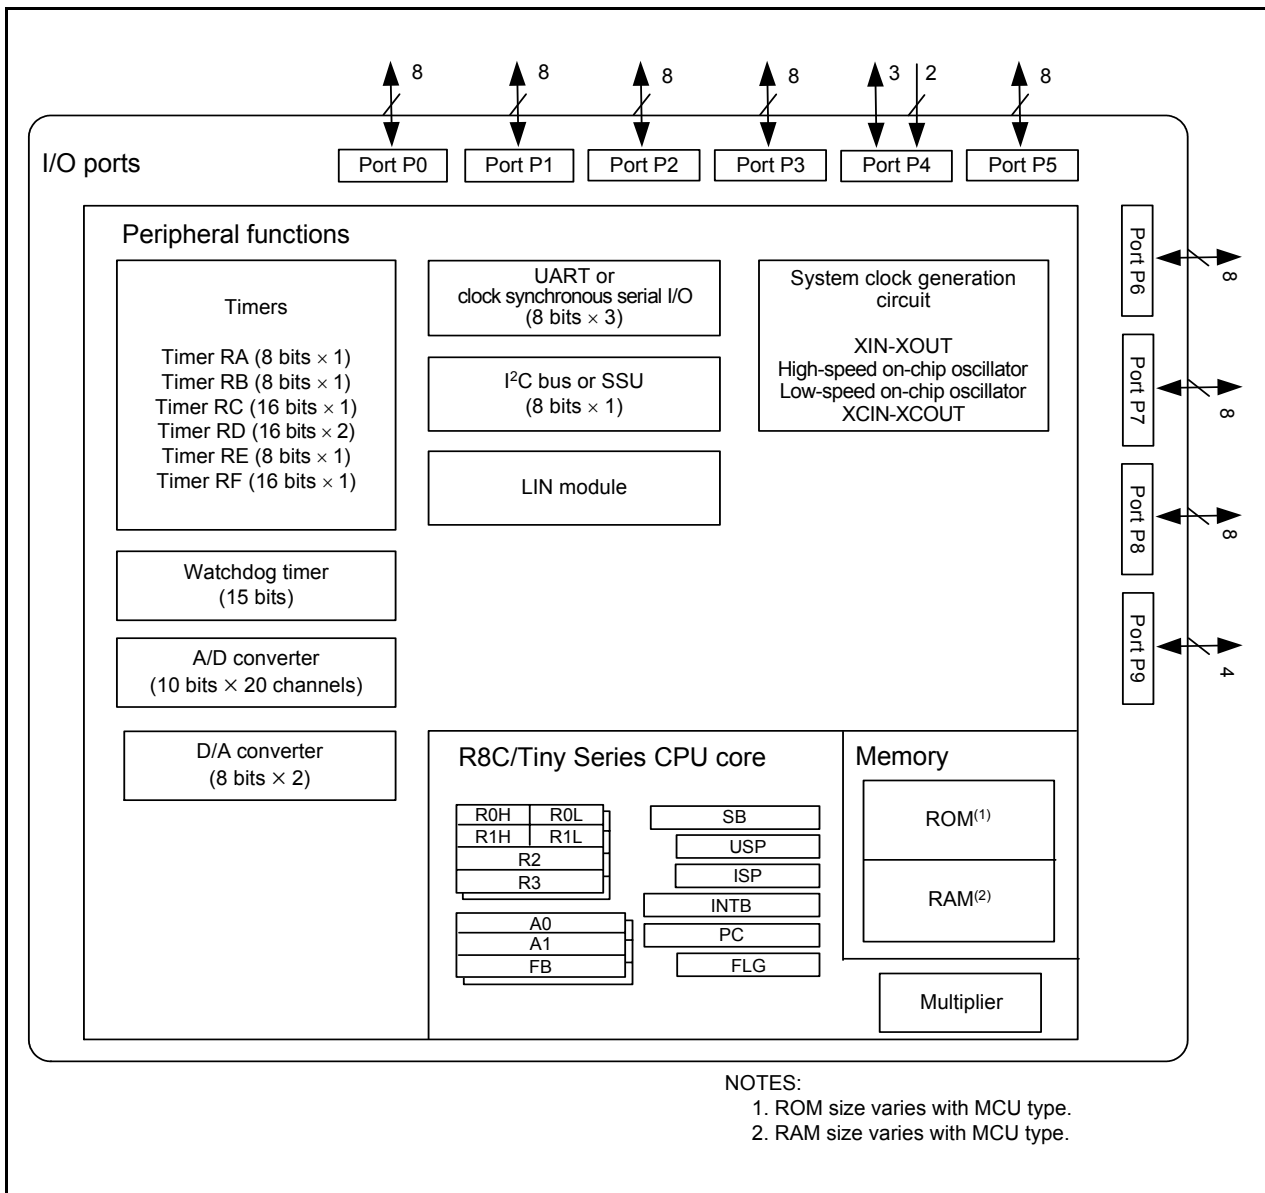 8 8 8 8 3 2 8
I/O ports
Port P0 Port P1 Port P2 Port P3 Port P4 Port P5
Port P6
8
Port P7
8
Port P8
8
Port P9
4
Peripheral functions
Timers
Timer RA (8 bits × 1)
Timer RB (8 bits × 1)
Timer RC (16 bits × 1)
Timer RD (16 bits × 2)
Timer RE (8 bits × 1)
Timer RF (16 bits × 1)
UART or
clock synchronous serial I/O
(8 bits × 3)
I²C bus or SSU
(8 bits × 1)
LIN module
System clock generation
circuit
XIN-XOUT
High-speed on-chip oscillator
Low-speed on-chip oscillator
XCIN-XCOUT
Watchdog timer
(15 bits)
A/D converter
(10 bits × 20 channels)
D/A converter
(8 bits × 2)
R8C/Tiny Series CPU core
R0H R0L
R1H R1L
R2
R3
A0
A1
FB
SB
USP
ISP
INTB
PC
FLG
Memory
ROM(1)
RAM(2)
Multiplier
NOTES:
1. ROM size varies with MCU type.
2. RAM size varies with MCU type.